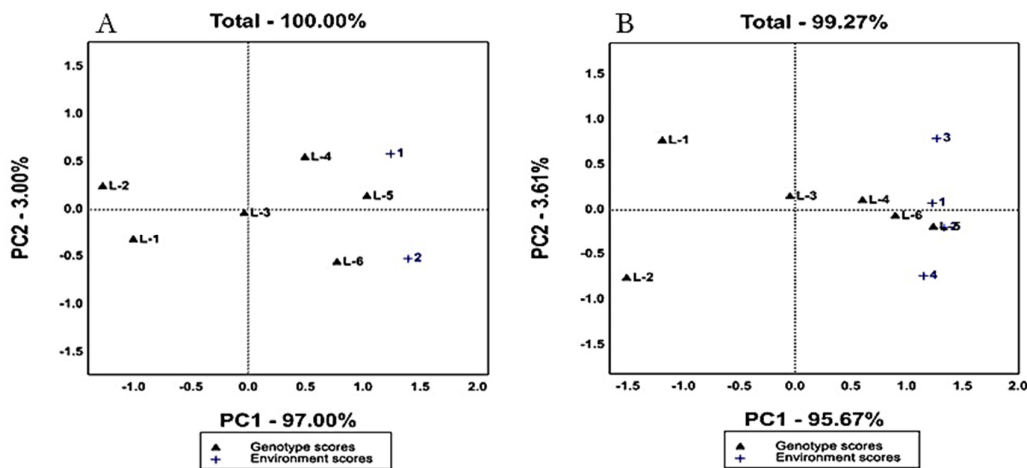 A
Total - 100.00%
1.5
1.0
0.5
0.0
-0.5
-1.0
-1.5
PC2 - 3.00%
L-4
1
L-2
L-5
L-3
L-1
L-6
2
-1.0
-0.5
0.0
0.5
1.0
1.5
2.0
PC1 - 97.00%
Genotype scores
Environment scores
B
Total - 99.27%
1.5
1.0
0.5
0.0
-0.5
-1.0
-1.5
PC2 - 3.61%
L-1
3
L-3
L-4
1
L-6
L-5
2
L-2
4
-1.5
-1.0
-0.5
0.0
0.5
1.0
1.5
2.0
PC1 - 95.67%
Genotype scores
Environment scores